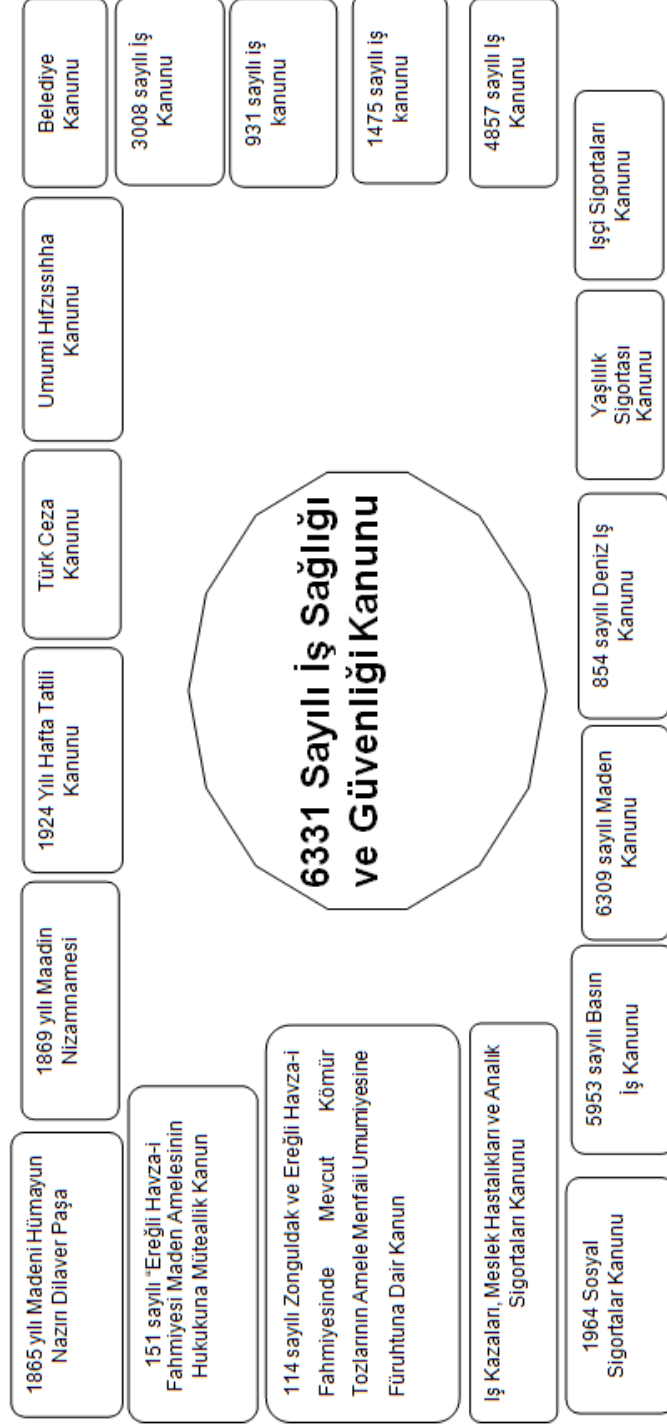 1865 yılı Madeni Hümayun
Nazırı Dilaver Paşa
1869 yılı Maadin
Nizamnamesi
1924 Yılı Hafta Tatili
Kanunu
Türk Ceza
Kanunu
Umumi Hıfzıssıhha
Kanunu
Belediye
Kanunu
151 sayılı “Ereğli Havza-i
Fahmiyesi Maden Amelesinin
Hukukuna Müteallik Kanun
3008 sayılı İş
Kanunu
114 sayılı Zonguldak ve Ereğli Havza-i
Fahmiyesinde Mevcut Kömür
Tozlarının Amele Menfaii Umumiyesine
Füruhtuna Dair Kanun
6331 Sayılı İş Sağlığı
ve Güvenliği Kanunu
931 sayılı iş
kanunu
1475 sayılı iş
kanunu
İş Kazaları, Meslek Hastalıkları ve Analık
Sigortaları Kanunu
4857 sayılı İş
Kanunu
1964 Sosyal
Sigortalar Kanunu
5953 sayılı Basın
İş Kanunu
6309 sayılı Maden
Kanunu
854 sayılı Deniz İş
Kanunu
Yaşlılık
Sigortası
Kanunu
İşçi Sigortaları
Kanunu